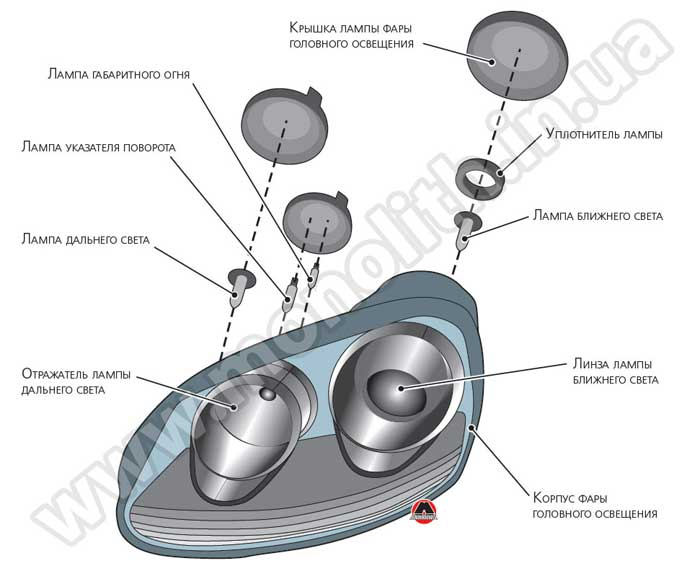 Крышка лампы фары
головного освещения
Лампа габаритного огня
Уплотнитель лампы
Лампа указателя поворота
Лампа ближнего света
Лампа дальнего света
Отражатель лампы
дальнего света
Линза лампы
ближнего света
Корпус фары
головного освещения
www.monolith.in.ua